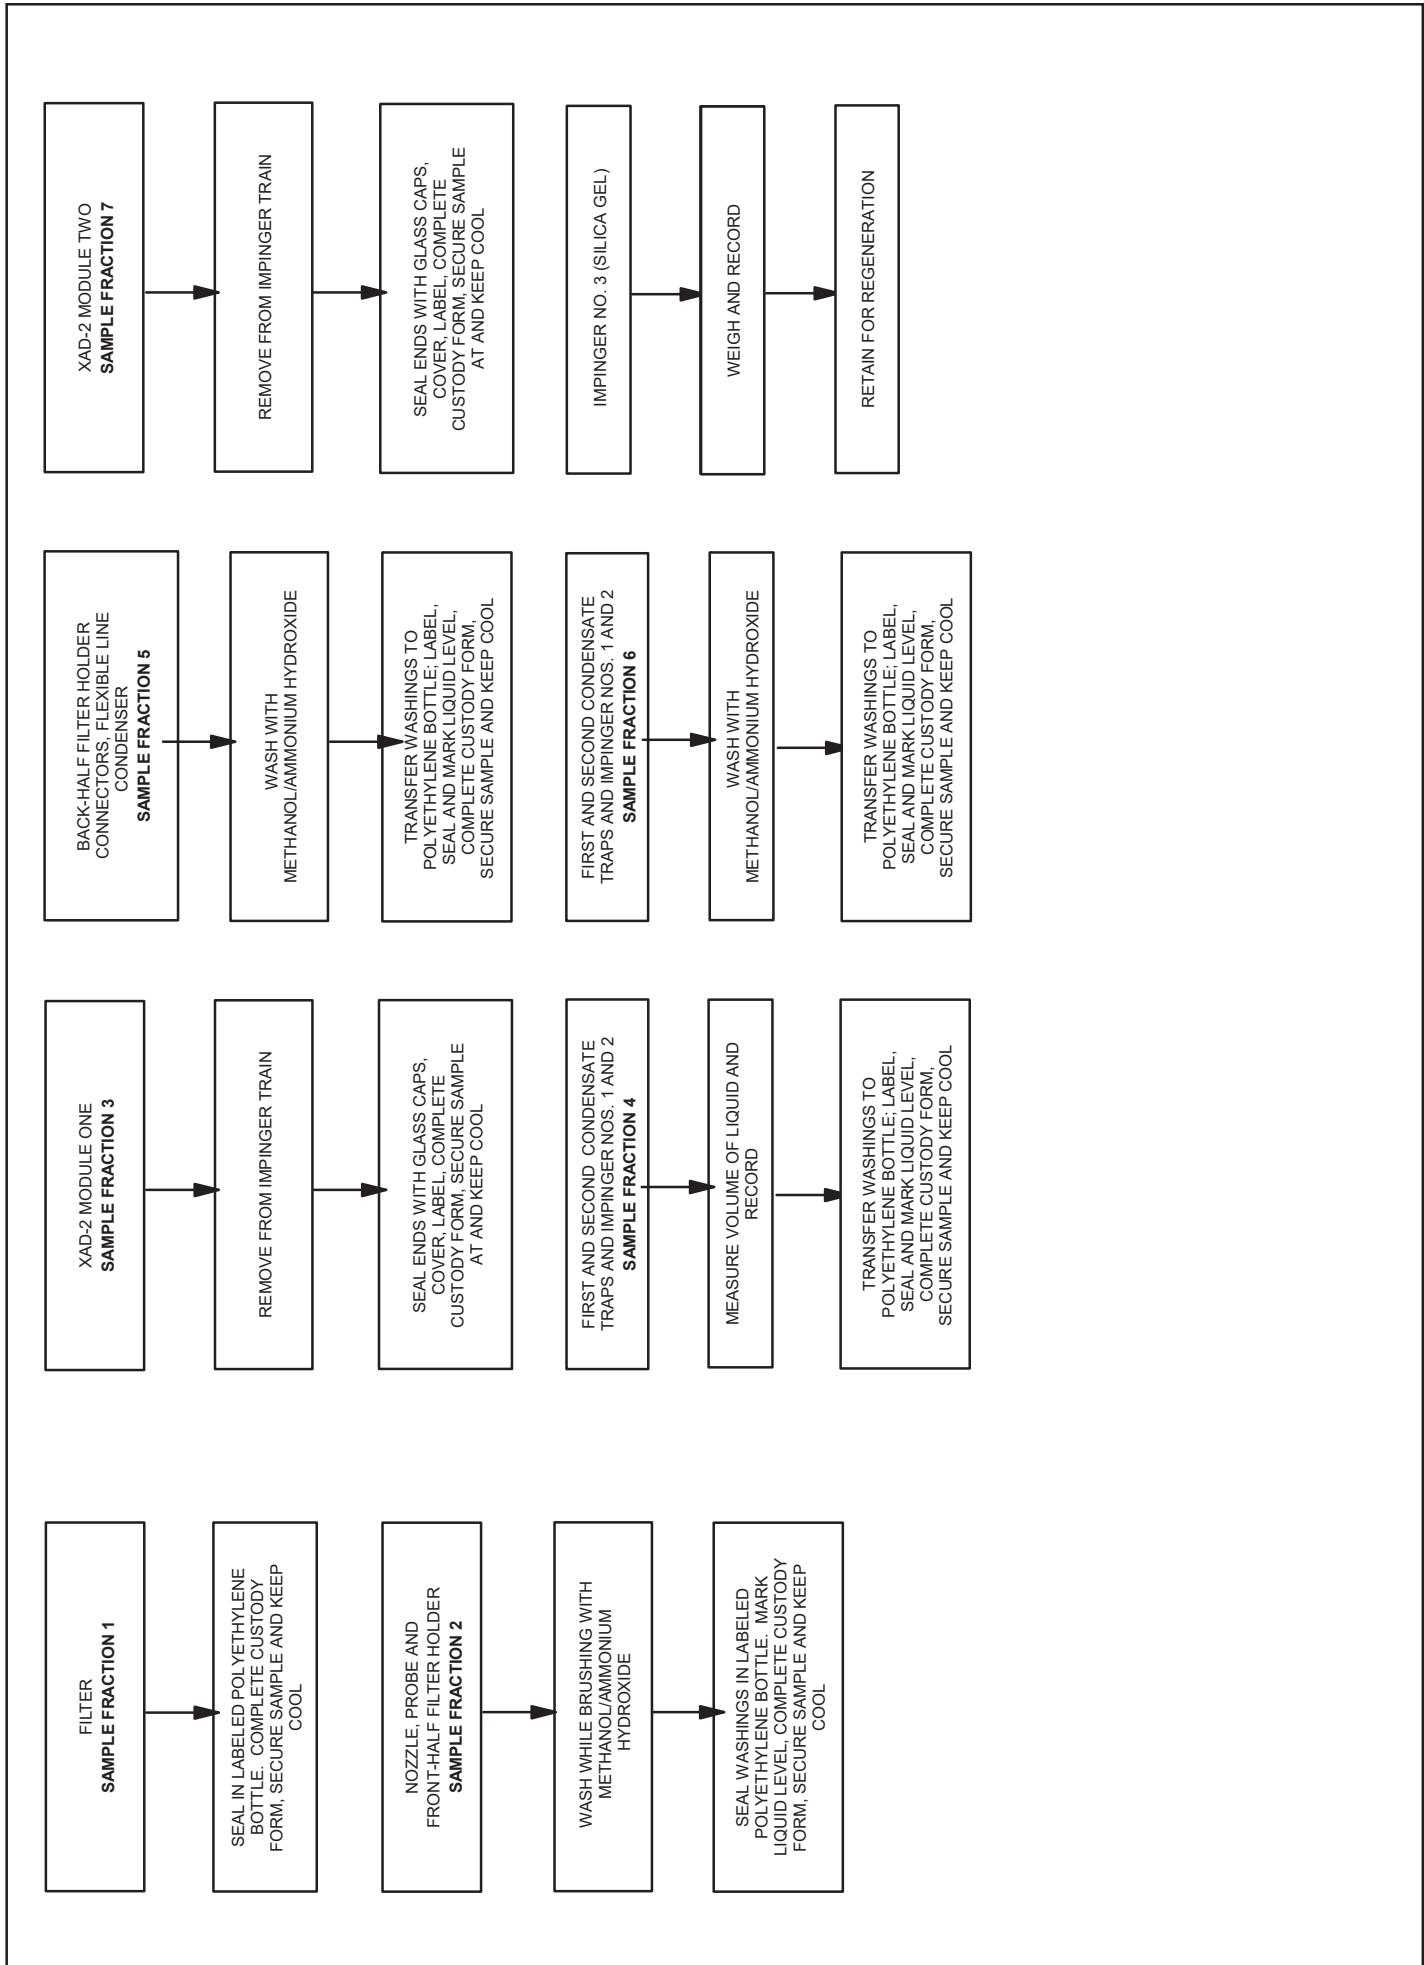 FILTER
SAMPLE FRACTION 1
SEAL IN LABELED POLYETHYLENE
BOTTLE. COMPLETE CUSTODY
FORM, SECURE SAMPLE AND KEEP
COOL
NOZZLE, PROBE AND
FRONT-HALF FILTER HOLDER
SAMPLE FRACTION 2
WASH WHILE BRUSHING WITH
METHANOL/AMMONIUM
HYDROXIDE
SEAL WASHINGS IN LABELED
POLYETHYLENE BOTTLE. MARK
LIQUID LEVEL, COMPLETE CUSTODY
FORM, SECURE SAMPLE AND KEEP
COOL
XAD-2 MODULE ONE
SAMPLE FRACTION 3
REMOVE FROM IMPINGER TRAIN
SEAL ENDS WITH GLASS CAPS,
COVER, LABEL, COMPLETE
CUSTODY FORM, SECURE SAMPLE
AT AND KEEP COOL
FIRST AND SECOND CONDENSATE
TRAPS AND IMPINGER NOS. 1 AND 2
SAMPLE FRACTION 4
MEASURE VOLUME OF LIQUID AND
RECORD
TRANSFER WASHINGS TO
POLYETHYLENE BOTTLE; LABEL,
SEAL AND MARK LIQUID LEVEL,
COMPLETE CUSTODY FORM,
SECURE SAMPLE AND KEEP COOL
BACK-HALF FILTER HOLDER
CONNECTORS, FLEXIBLE LINE
CONDENSER
SAMPLE FRACTION 5
WASH WITH
METHANOL/AMMONIUM HYDROXIDE
TRANSFER WASHINGS TO
POLYETHYLENE BOTTLE; LABEL,
SEAL AND MARK LIQUID LEVEL,
COMPLETE CUSTODY FORM,
SECURE SAMPLE AND KEEP COOL
FIRST AND SECOND CONDENSATE
TRAPS AND IMPINGER NOS. 1 AND 2
SAMPLE FRACTION 6
WASH WITH
METHANOL/AMMONIUM HYDROXIDE
TRANSFER WASHINGS TO
POLYETHYLENE BOTTLE; LABEL,
SEAL AND MARK LIQUID LEVEL,
COMPLETE CUSTODY FORM,
SECURE SAMPLE AND KEEP COOL
XAD-2 MODULE TWO
SAMPLE FRACTION 7
REMOVE FROM IMPINGER TRAIN
SEAL ENDS WITH GLASS CAPS,
COVER, LABEL, COMPLETE
CUSTODY FORM, SECURE SAMPLE
AT AND KEEP COOL
IMPINGER NO. 3 (SILICA GEL)
WEIGH AND RECORD
RETAIN FOR REGENERATION